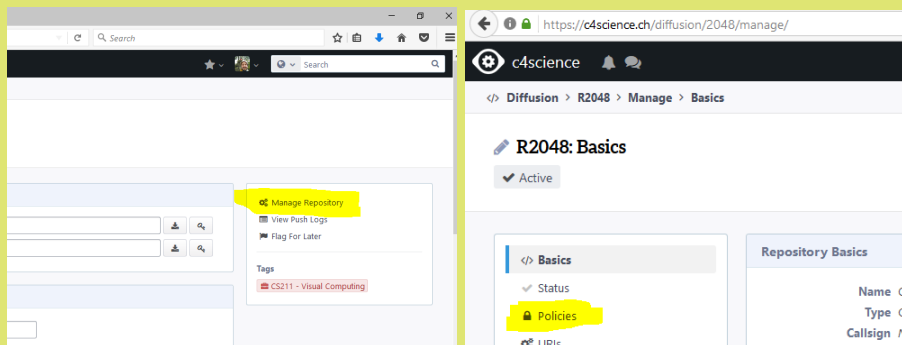 Search
Search
Manage Repository
View Push Logs
Flag For Later
Tags
CS211 - Visual Computing
https://c4science.ch/diffusion/2048/manage/
c4science
Diffusion > R2048 > Manage > Basics
R2048: Basics
Active
Basics
Status
Policies
URIs
Repository Basics
Name
Type
Callsign